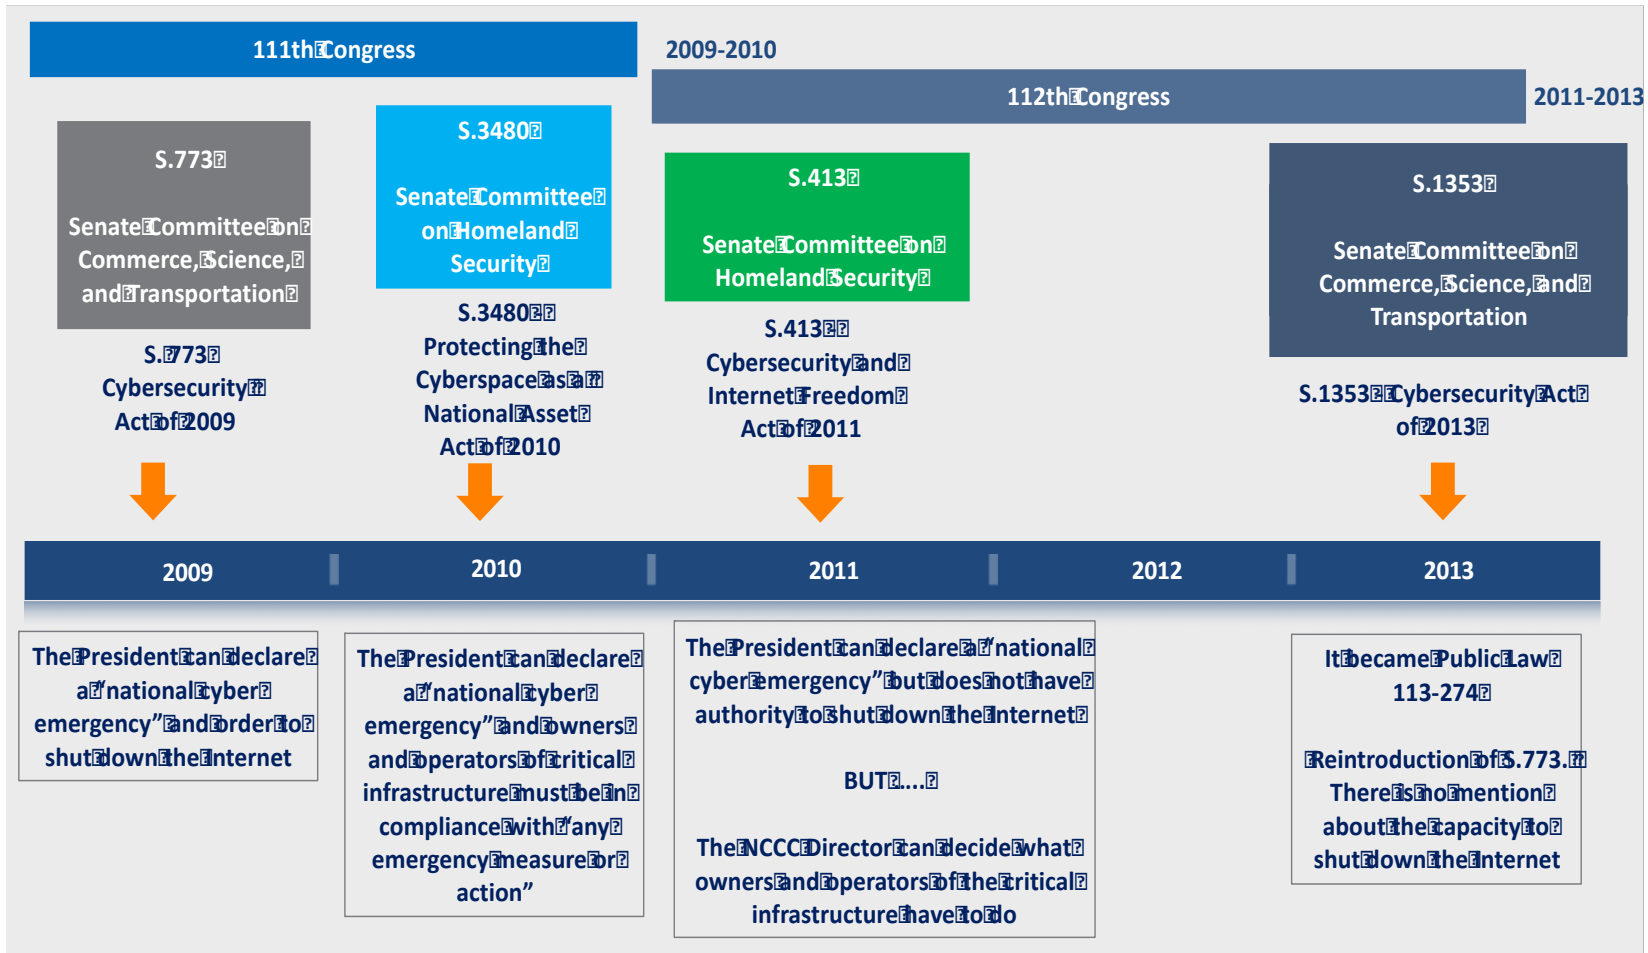 111th Congress
2009-2010
112th Congress
2011-2013
S.773
Senate Committee on
Commerce, Science,
and Transportation
S. 773
Cybersecurity
Act of 2009
S.3480
Senate Committee
on Homeland
Security
S.3480 -
Protecting the
Cyberspace as a
National Asset
Act of 2010
S.413
Senate Committee on
Homeland Security
S.413 -
Cybersecurity and
Internet Freedom
Act of 2011
S.1353
Senate Committee on
Commerce, Science, and
Transportation
S.1353 - Cybersecurity Act
of 2013
2009
2010
2011
2012
2013
The President can declare
a "national cyber
emergency" and order to
shut down the Internet
The President can declare
a "national cyber
emergency" and owners
and operators of critical
infrastructure must be in
compliance with "any
emergency measure or
action"
The President can declare a "national
cyber emergency" but does not have
authority to shut down the Internet
BUT ....
The NCCC Director can decide what
owners and operators of the critical
infrastructure have to do
It became Public Law
113-274
Reintroduction of S.773.
There is no mention
about the capacity to
shut down the Internet